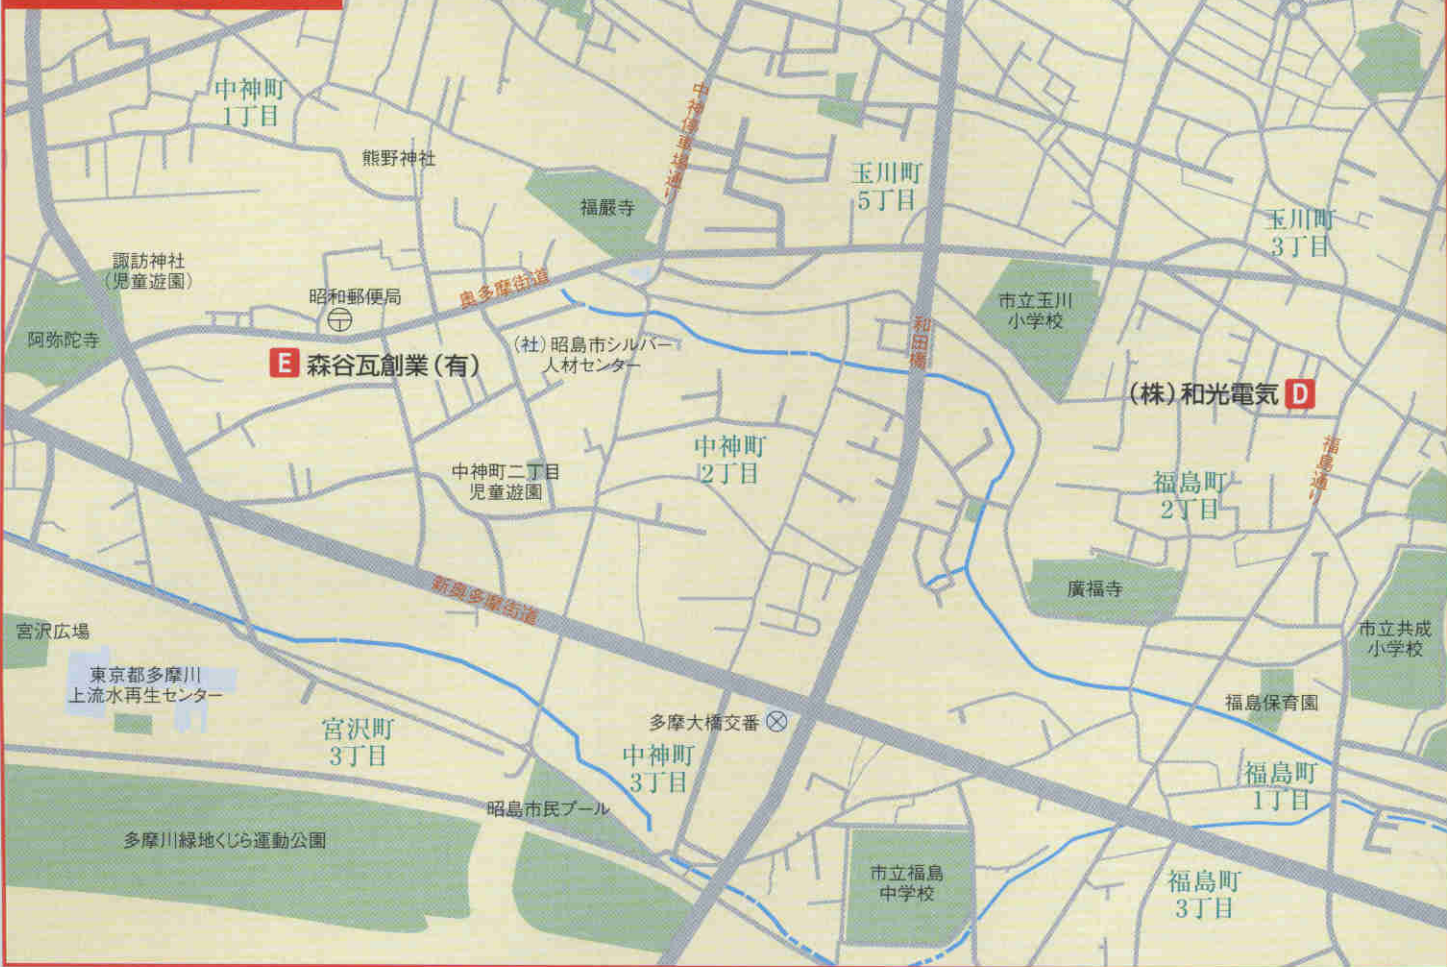 中神町
1丁目
熊野神社
中神停車場通り
福厳寺
玉川町
5丁目
玉川町
3丁目
諏訪神社
(児童遊園)
阿弥陀寺
昭和郵便局
奥多摩街道
E 森谷瓦創業(有)
(社)昭島市シルバー
人材センター
和田橋
市立玉川
小学校
(株)和光電気 D
中神町
2丁目
中神町二丁目
児童遊園
福島通り
福島町
2丁目
新奥多摩街道
廣福寺
市立共成
小学校
宮沢広場
東京都多摩川
上流水再生センター
宮沢町
3丁目
多摩大橋交番
中神町
3丁目
福島保育園
福島町
1丁目
昭島市民プール
多摩川緑地くじら運動公園
市立福島
中学校
福島町
3丁目